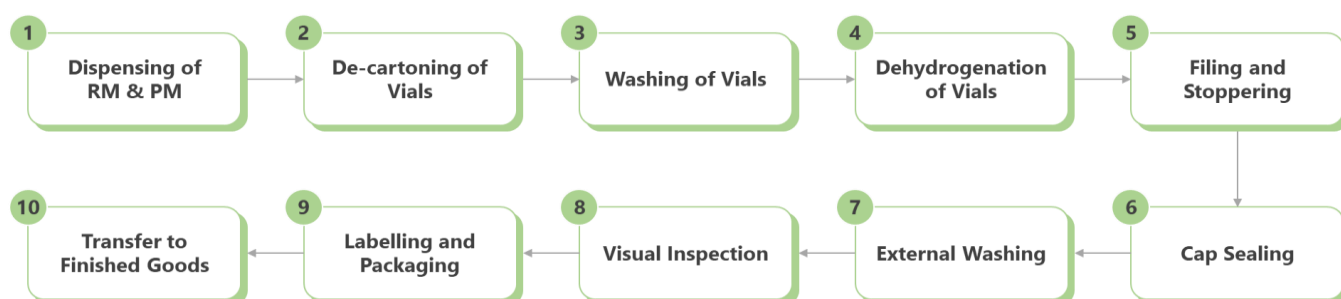 1
Dispensing of
RM & PM
2
De-cartoning of
Vials
3
Washing of Vials
4
Dehydrogenation
of Vials
5
Filing and
Stoppering
6
Cap Sealing
7
External Washing
8
Visual Inspection
9
Labelling and
Packaging
10
Transfer to
Finished Goods